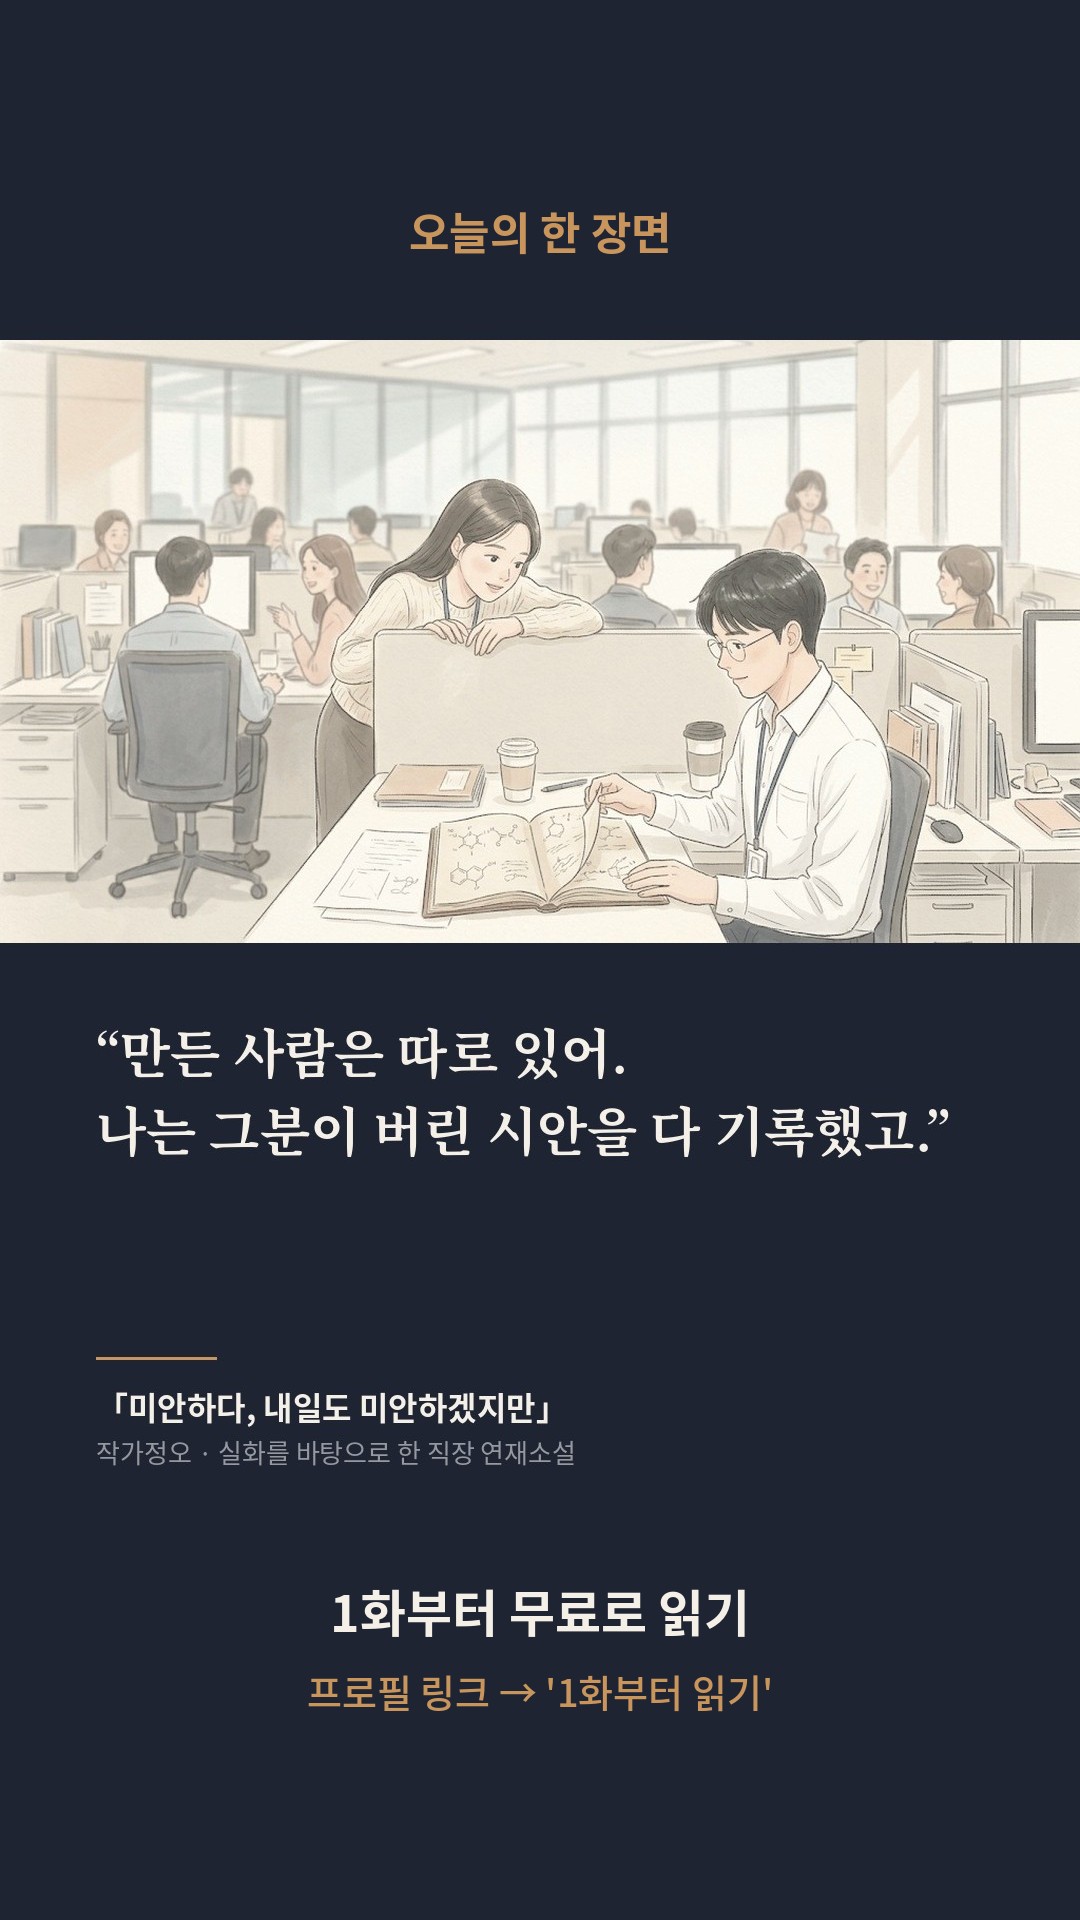 오늘의 한 장면
“만든 사람은 따로 있어.
나는 그분이 버린 시안을 다 기록했고.”
「미안하다, 내일도 미안하겠지만」
작가정오 · 실화를 바탕으로 한 직장 연재소설
1화부터 무료로 읽기
프로필 링크 → '1화부터 읽기'